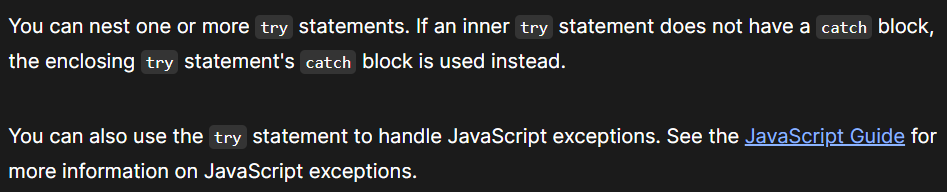 You can nest one or more try statements. If an inner try statement does not have a catch block,
the enclosing try statement's catch block is used instead.
You can also use the try statement to handle JavaScript exceptions. See the JavaScript Guide for
more information on JavaScript exceptions.